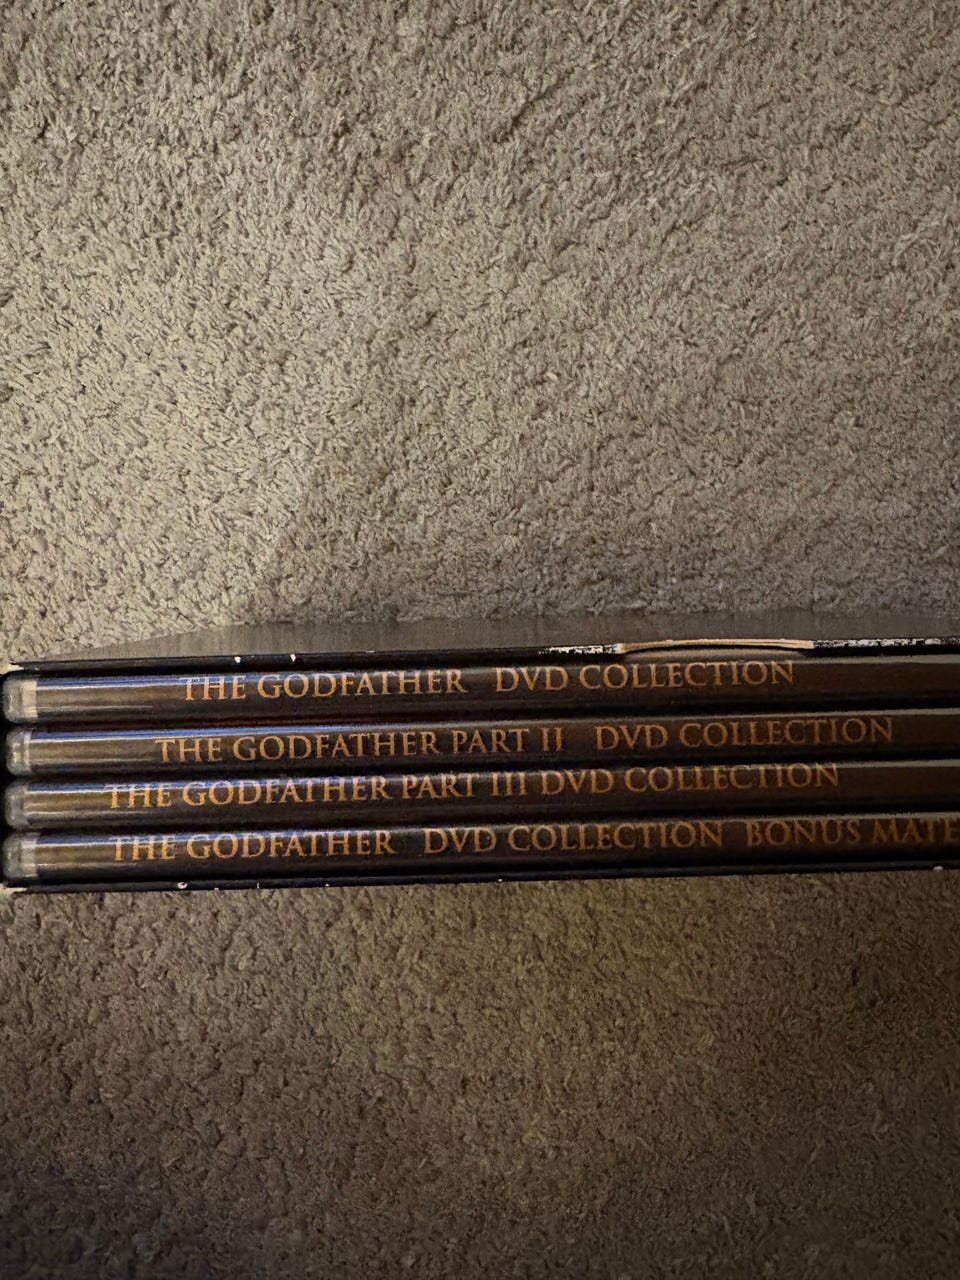 THE GODFATHER DVD COLLECTION
THE GODFATHER PART II DVD COLLECTION
THE GODFATHER PART III DVD COLLECTION
THE GODFATHER DVD COLLECTION BONUS MATE